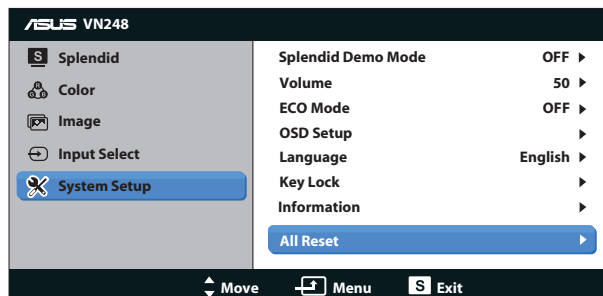 ASUS VN248
S Splendid
Color
Image
Input Select
System Setup
Splendid Demo Mode OFF
Volume 50
ECO Mode OFF
OSD Setup
Language English
Key Lock
Information
All Reset
Move Menu S Exit